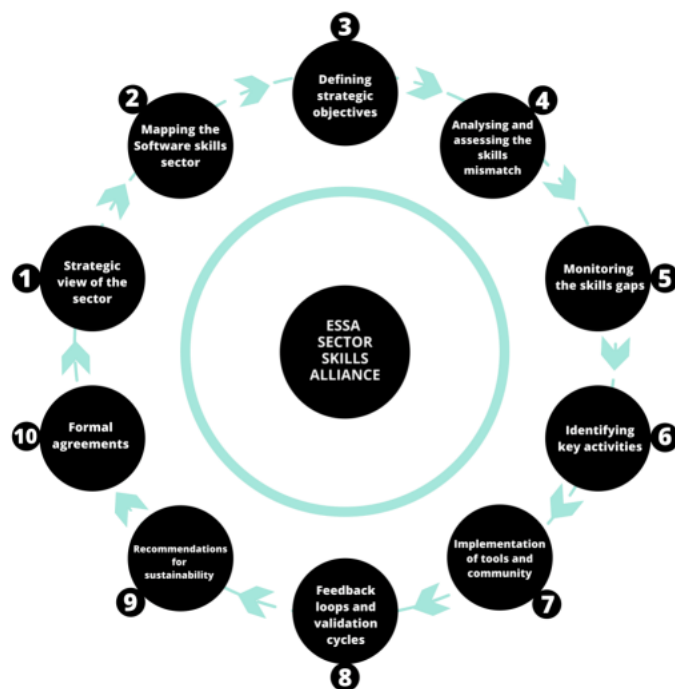 3
Defining
strategic
objectives
2
Mapping the
Software skills
sector
4
Analysing and
assessing the
skills
mismatch
1
Strategic
view of the
sector
5
Monitoring
the skills gaps
ESSA
SECTOR
SKILLS
ALLIANCE
10
Formal
agreements
6
Identifying
key activities
9
Recommendations
for
sustainability
7
Implementation
of tools and
community
8
Feedback
loops and
validation
cycles